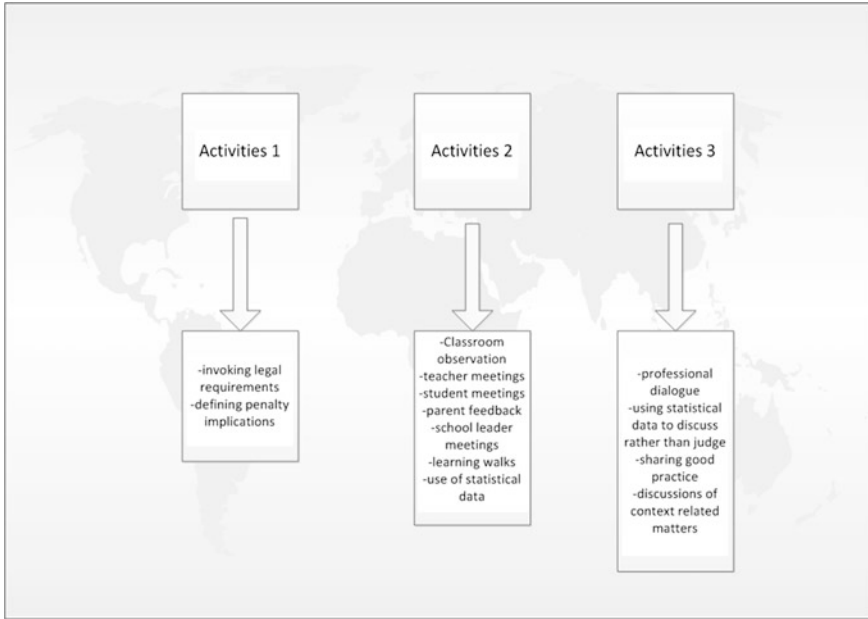 Activities 1
Activities 2
Activities 3
-invoking legal
requirements
-defining penalty
implications
-Classroom
observation
-teacher meetings
-student meetings
-parent feedback
-school leader
meetings
-learning walks
-use of statistical
data
-professional
dialogue
-using statistical
data to discuss
rather than judge
-sharing good
practice
-discussions of
context related
matters